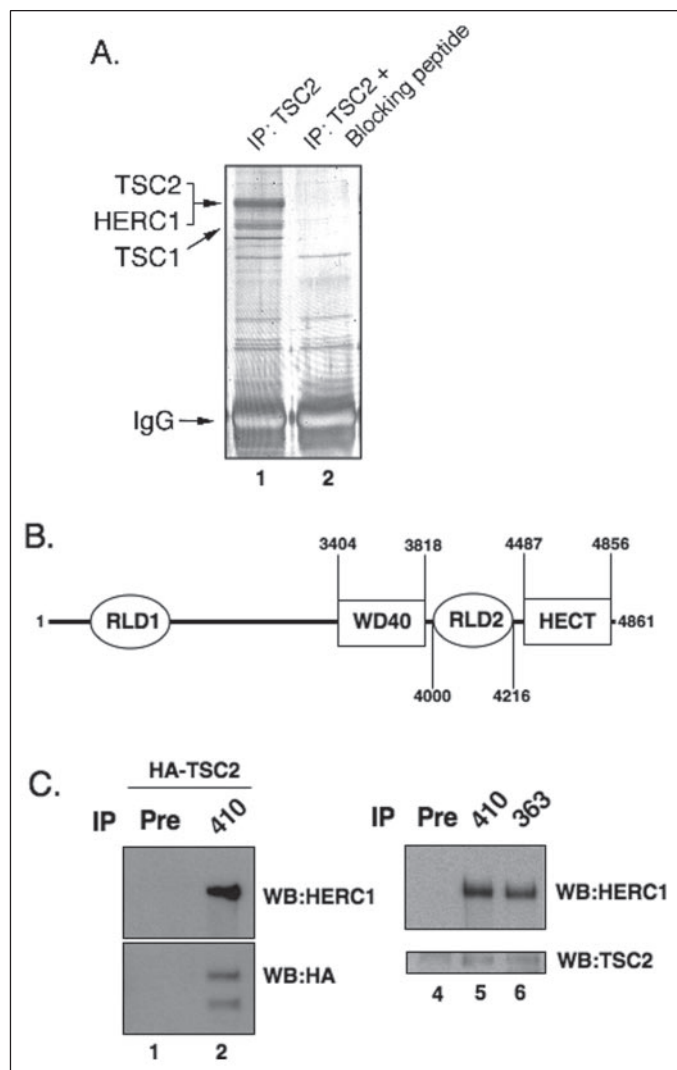 A.
IP: TSC2
IP: TSC2 +
Blocking peptide
TSC2
HERC1
TSC1
IgG
1 2
B.
3404 3818 4487 4856
1 RLD1 WD40 RLD2 HECT 4861
4000 4216
C.
HA-TSC2
IP Pre 410
WB:HERC1
WB:HA
1 2
IP Pre 410 363
WB:HERC1
WB:TSC2
4 5 6